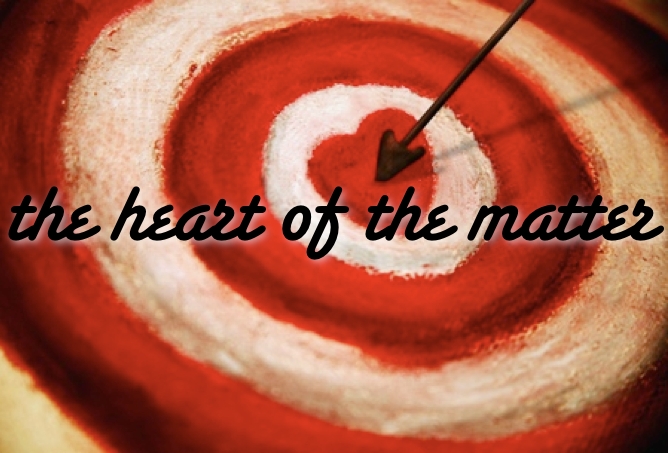 the heart of the matter